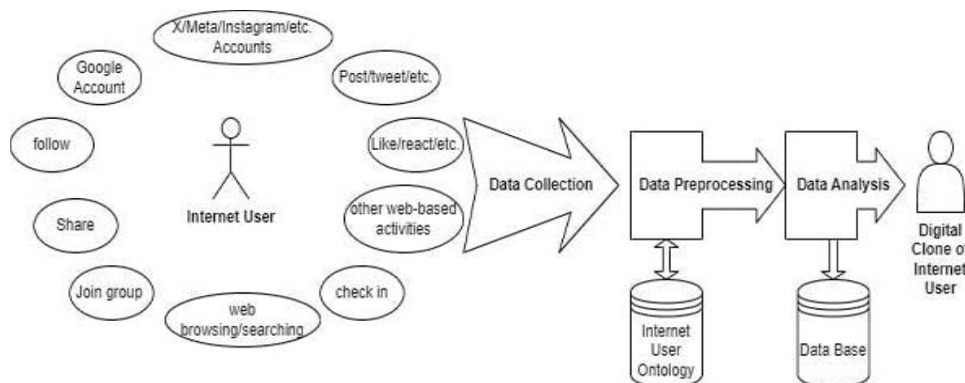 X/Meta/Instagram/etc.
Accounts
Google
Account
Post/tweet/etc.
follow
Like/react/etc.
Internet User
Share
other web-based
activities
Join group
check in
web
browsing/searching
Data Collection
Data Preprocessing
Data Analysis
Internet
User
Ontology
Data Base
Digital
Clone of
Internet
User